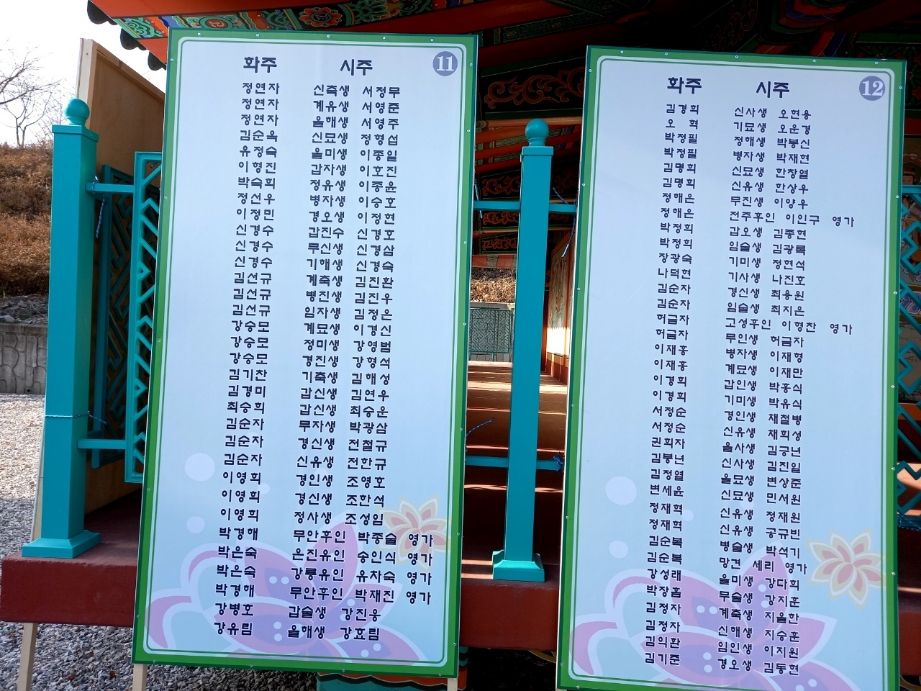 11
화주 시주
정연자 신축생 서정무
정연자 계유생 서영준
정연자 을해생 서영주
김순옥 신묘생 정형섭
유정숙 을미생 이종일
이형진 갑자생 이호진
박숙희 정유생 이종윤
정선우 병자생 이승호
이정민 경오생 이정현
신경수 갑진수 신경호
신경수 무신생 신경삼
신경수 기해생 신경숙
김선규 계축생 김진환
김선규 병진생 김진우
김선규 임자생 김정은
강승모 계묘생 이경신
강승모 정미생 강영범
강승모 경진생 강형석
김기찬 기축생 김해성
김경미 갑신생 김연우
최승희 갑신생 최승운
김순자 루자생 박광삼
김순자 경신생 전철규
김순자 신유생 전한규
이영희 경인생 조영호
이영희 경신생 조한석
이영희 정사생 조성임
박경애 무안후인 박종술 영가
박은숙 은진유인 송인식 영가
박은숙 강릉유인 유차숙 영가
박경애 무안후인 박재진 영가
강병호 갑술생 강진웅
강유림 을해생 강호림
12
화주 시주
김경희 신사생 오현용
오 혁 기묘생 오운경
박정필 정해생 박봉신
박정필 병자생 박재현
김명희 신묘생 한창열
김명희 신유생 한상우
정해은 무진생 이양우
정해은 전주후인 이인구 영가
박정희 갑오생 김종현
박정희 임술생 김광록
장광숙 기미생 정현석
나덕현 기사생 나진호
김순자 경신생 최용원
김순자 임술생 최지은
허금자 고성후인 이형찬 영가
허금자 무인생 허금자
이재홍 병자생 이재형
이재홍 계묘생 이재만
이경희 갑인생 박홍식
이경희 기미생 박유식
서정순 경인생 재철병
서정순 신유생 재희성
권희자 을사생 김긍년
김룽년 신사생 김진일
김정열 을묘생 변상준
변세윤 신묘생 민서원
정재혁 신유생 정재원
정재혁 신유생 공규빈
김순복 병술생 박석기
김순복 망견 세리 영가
강성래 을미생 강다희
박장흠 무술생 강지훈
김정자 계축생 지율한
김정자 신해생 지승훈
김익환 임인생 이지원
김기준 경오생 김동현